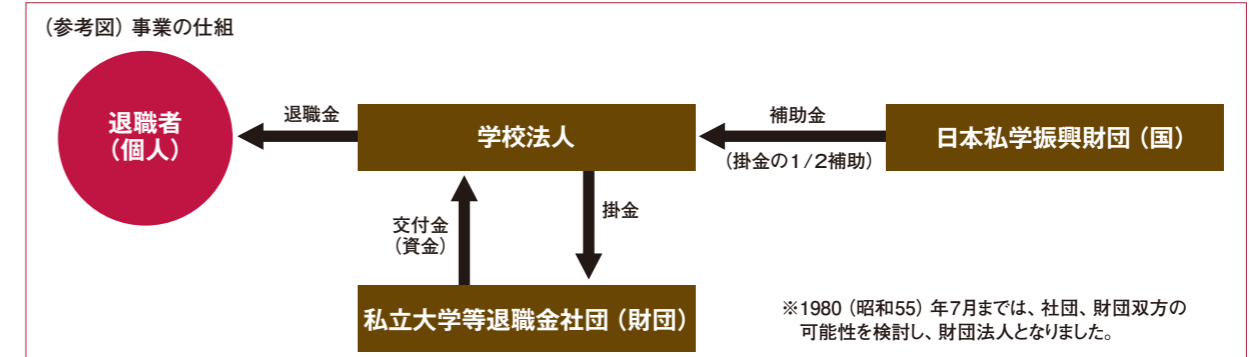 (参考図) 事業の仕組
退職者
(個人)
退職金
学校法人
補助金
(掛金の1/2補助)
日本私学振興財団(国)
交付金
(資金)
掛金
私立大学等退職金社団(財団)
※1980(昭和55)年7月までは、社団、財団双方の
可能性を検討し、財団法人となりました。